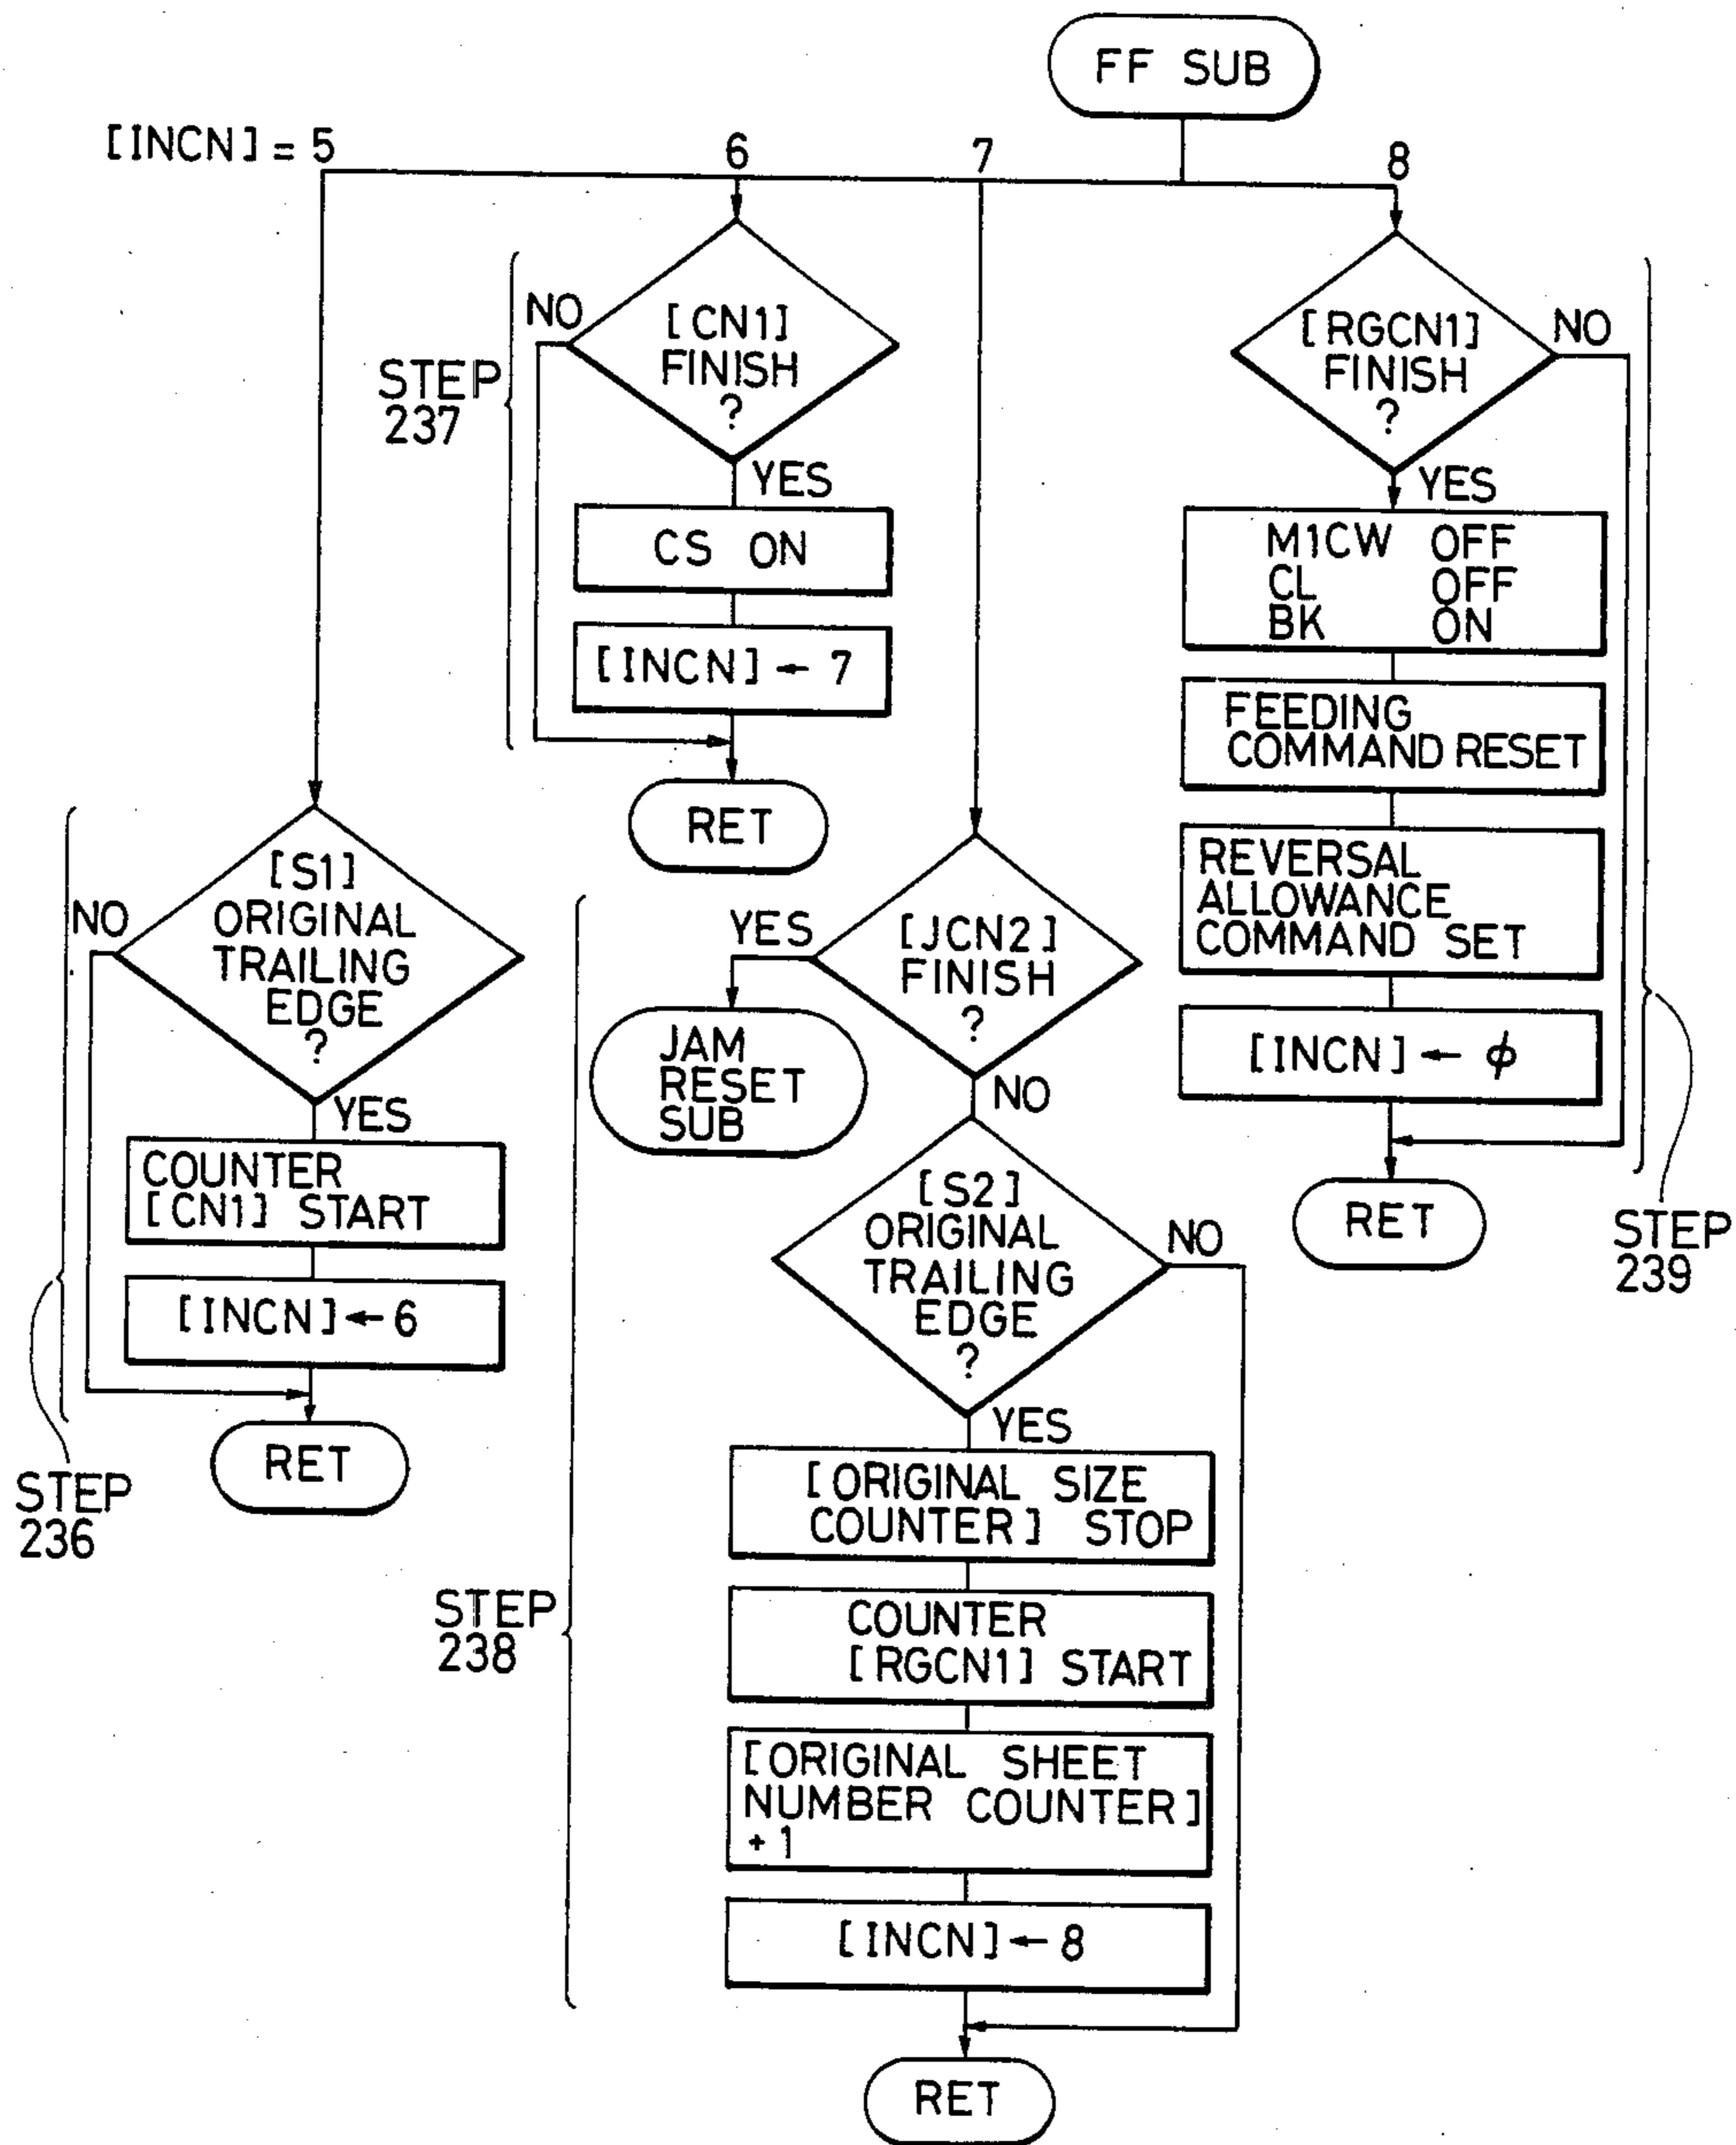 FF SUB
[INCN] = 5
6
7
8
NO
[CN1]
FINISH
?
STEP
237
YES
CS ON
[INCN] ← 7
RET
[RGCN1]
FINISH
?
NO
YES
M1CW OFF
CL OFF
BK ON
FEEDING
COMMAND RESET
REVERSAL
ALLOWANCE
COMMAND SET
[INCN] ← ϕ
RET
STEP
239
NO
[S1]
ORIGINAL
TRAILING
EDGE
?
YES
COUNTER
[CN1] START
[INCN] ← 6
RET
STEP
236
YES
[JCN2]
FINISH
?
JAM
RESET
SUB
NO
[S2]
ORIGINAL
TRAILING
EDGE
?
NO
YES
[ORIGINAL SIZE
COUNTER] STOP
COUNTER
[RGCN1] START
[ORIGINAL SHEET
NUMBER COUNTER]
+1
[INCN] ← 8
RET
STEP
238